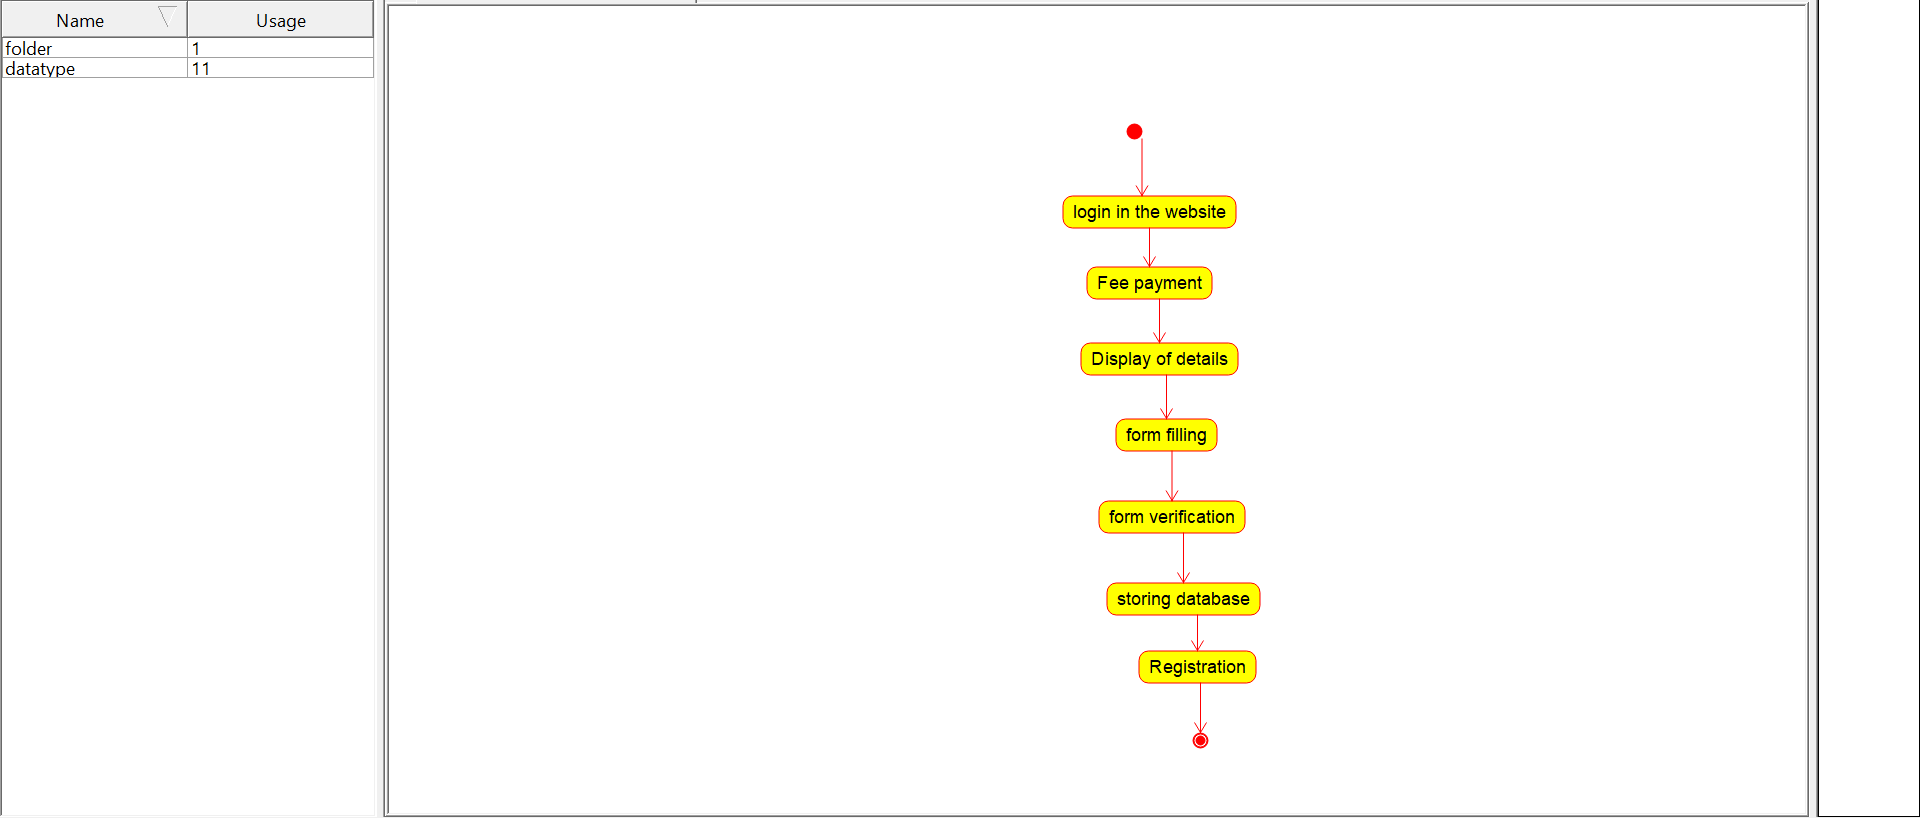 Name Usage
folder 1
datatype 11
login in the website
Fee payment
Display of details
form filling
form verification
storing database
Registration